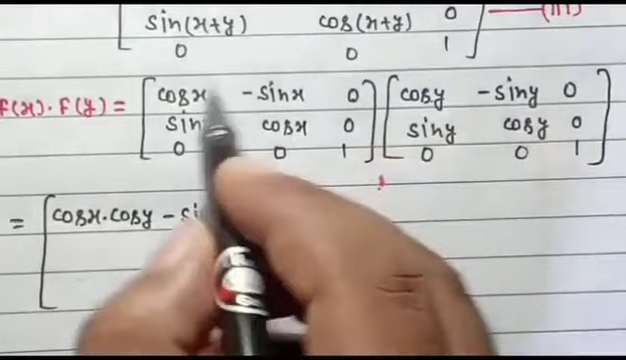 sin(x+y) cos(x+y) 0 (III)
0 0 1
f(x). f(y) = [ cosx - sinx 0 ] [ cosy - siny 0 ]
sin cosx 0 siny cosy 0
0 0 1 0 0 1
= [ cosx.cosy - si